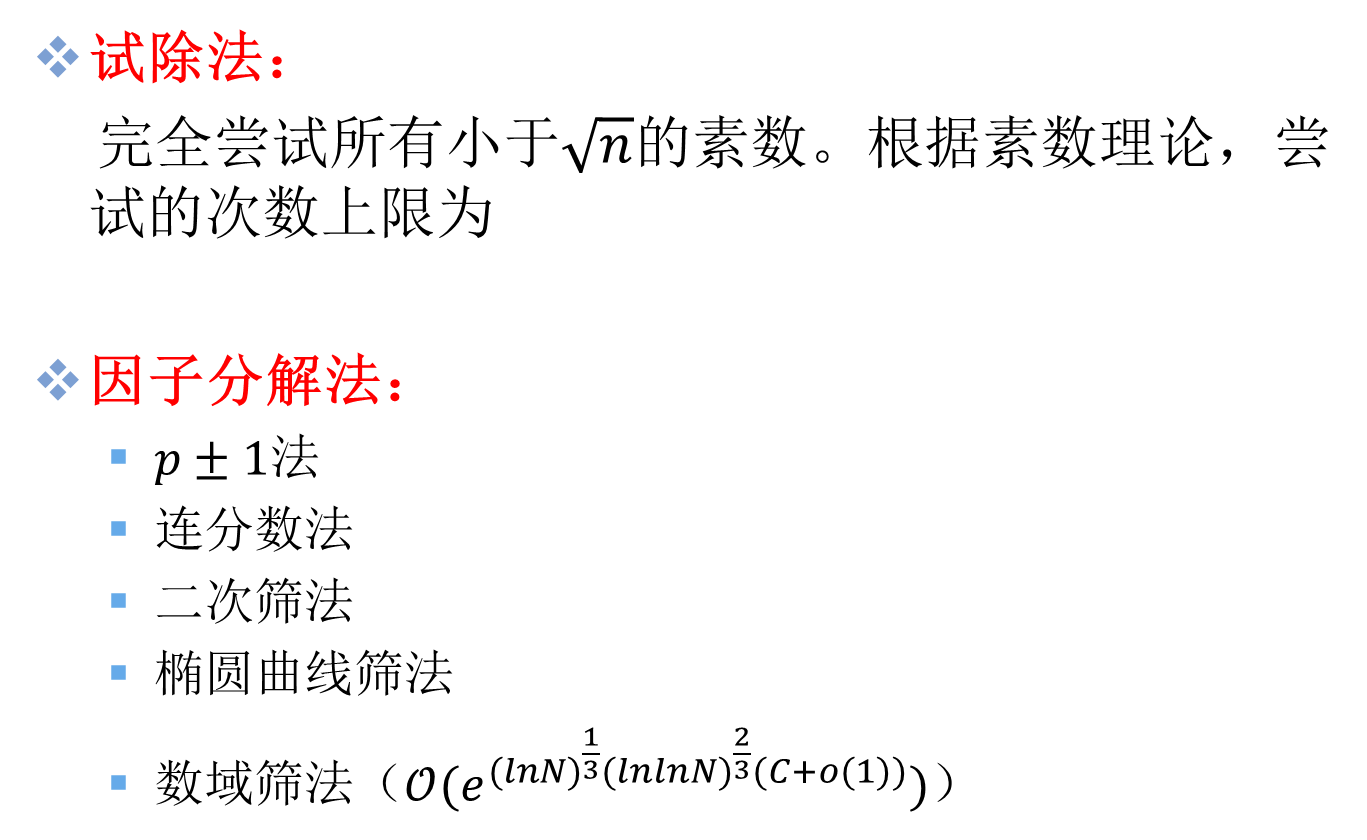 试除法：
完全尝试所有小于√n的素数。根据素数理论，尝
试的次数上限为
因子分解法：
p ± 1法
连分数法
二次筛法
椭圆曲线筛法
数域筛法（𝒪(e^{(lnN)^{\frac{1}{3}}(lnlnN)^{\frac{2}{3}}(C+o(1))})）